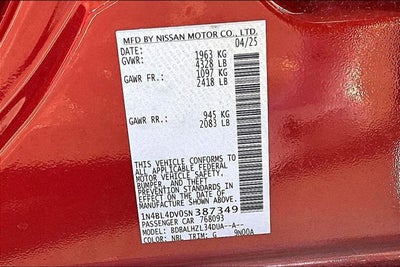 MFD BY NISSAN MOTOR CO., LTD.
DATE: 04/25
GVWR: 1963 KG
4328 LB
GAWR FR: 1097 KG
2418 LB
GAWR RR: 945 KG
2083 LB
THIS VEHICLE CONFORMS TO
ALL APPLICABLE FEDERAL
MOTOR VEHICLE SAFETY,
BUMPER, AND THEFT
PREVENTION STANDARDS IN
EFFECT ON THE DATE OF
MANUFACTURE SHOWN ABOVE.
1N4BL4DV0SN387349
PASSENGER CAR 768093
MODEL: BDBALHZL34DUA--A--
COLOR: NBL TRIM: G 9N00A